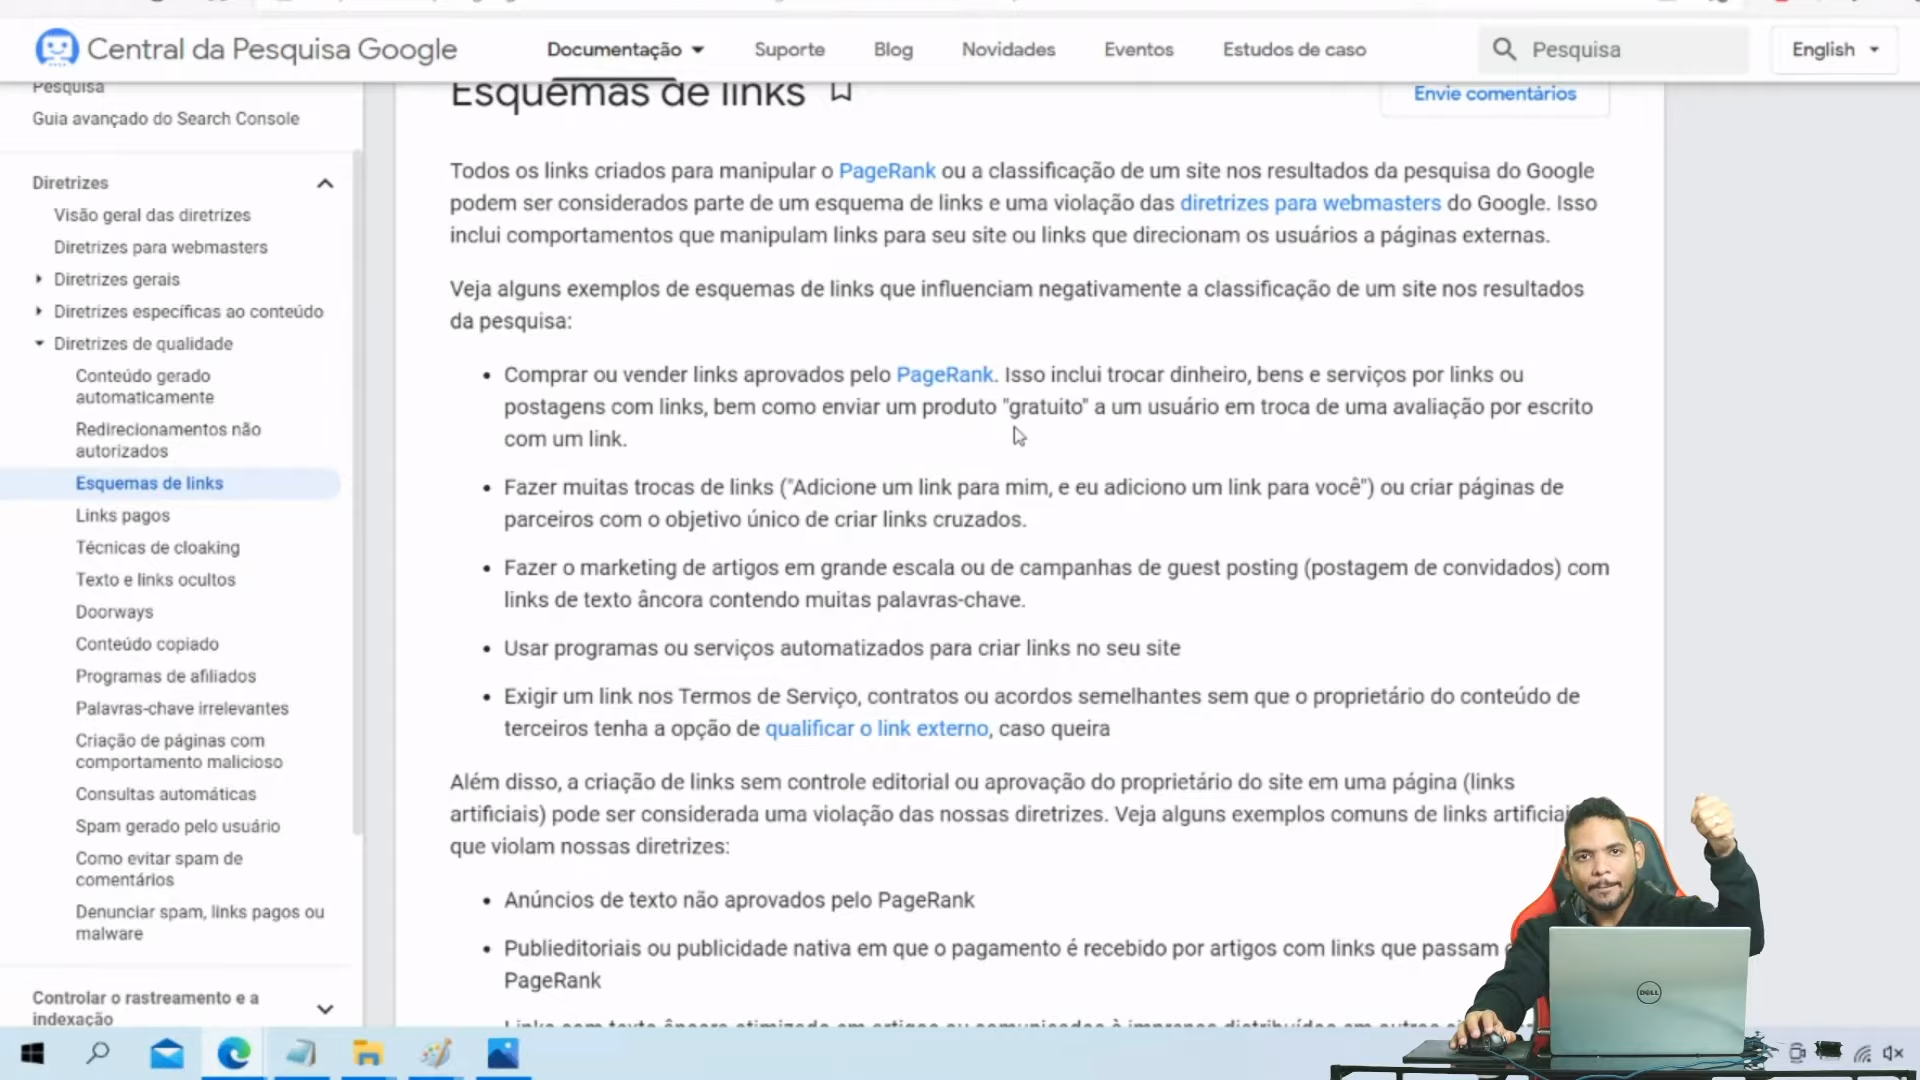 Central da Pesquisa Google
Documentação
Suporte
Blog
Novidades
Eventos
Estudos de caso
Pesquisa
English
Pesquisa
Guia avançado do Search Console
Diretrizes
Visão geral das diretrizes
Diretrizes para webmasters
Diretrizes gerais
Diretrizes específicas ao conteúdo
Diretrizes de qualidade
Conteúdo gerado
automaticamente
Redirecionamentos não
autorizados
Esquemas de links
Links pagos
Técnicas de cloaking
Texto e links ocultos
Doorways
Conteúdo copiado
Programas de afiliados
Palavras-chave irrelevantes
Criação de páginas com
comportamento malicioso
Consultas automáticas
Spam gerado pelo usuário
Como evitar spam de
comentários
Denunciar spam, links pagos ou
malware
Controlar o rastreamento e a
indexação
Esquemas de links
Envie comentários
Todos os links criados para manipular o PageRank ou a classificação de um site nos resultados da pesquisa do Google
podem ser considerados parte de um esquema de links e uma violação das diretrizes para webmasters do Google. Isso
inclui comportamentos que manipulam links para seu site ou links que direcionam os usuários a páginas externas.
Veja alguns exemplos de esquemas de links que influenciam negativamente a classificação de um site nos resultados
da pesquisa:
• Comprar ou vender links aprovados pelo PageRank. Isso inclui trocar dinheiro, bens e serviços por links ou
postagens com links, bem como enviar um produto "gratuito" a um usuário em troca de uma avaliação por escrito
com um link.
• Fazer muitas trocas de links ("Adicione um link para mim, e eu adiciono um link para você") ou criar páginas de
parceiros com o objetivo único de criar links cruzados.
• Fazer o marketing de artigos em grande escala ou de campanhas de guest posting (postagem de convidados) com
links de texto âncora contendo muitas palavras-chave.
• Usar programas ou serviços automatizados para criar links no seu site
• Exigir um link nos Termos de Serviço, contratos ou acordos semelhantes sem que o proprietário do conteúdo de
terceiros tenha a opção de qualificar o link externo, caso queira
Além disso, a criação de links sem controle editorial ou aprovação do proprietário do site em uma página (links
artificiais) pode ser considerada uma violação das nossas diretrizes. Veja alguns exemplos comuns de links
que violam nossas diretrizes:
• Anúncios de texto não aprovados pelo PageRank
• Publieditoriais ou publicidade nativa em que o pagamento é recebido por artigos com links que passam
PageRank
DELL